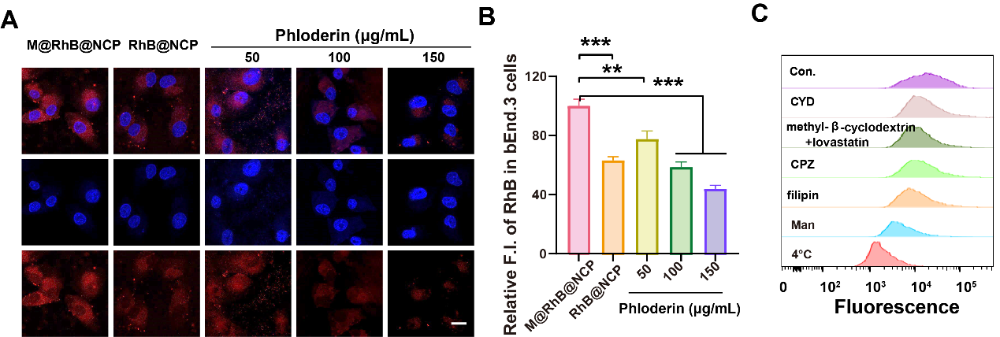 A
M@RhB@NCP
RhB@NCP
Phloderin (µg/mL)
50
100
150
B
Relative F.I. of RhB in bEnd.3 cells
120
80
40
0
***
**
***
M@RhB@NCP
RhB@NCP
50
100
150
Phloderin (µg/mL)
C
Con.
CYD
methyl-β-cyclodextrin
+lovastatin
CPZ
filipin
Man
4°C
0
10²
10³
10⁴
10⁵
Fluorescence